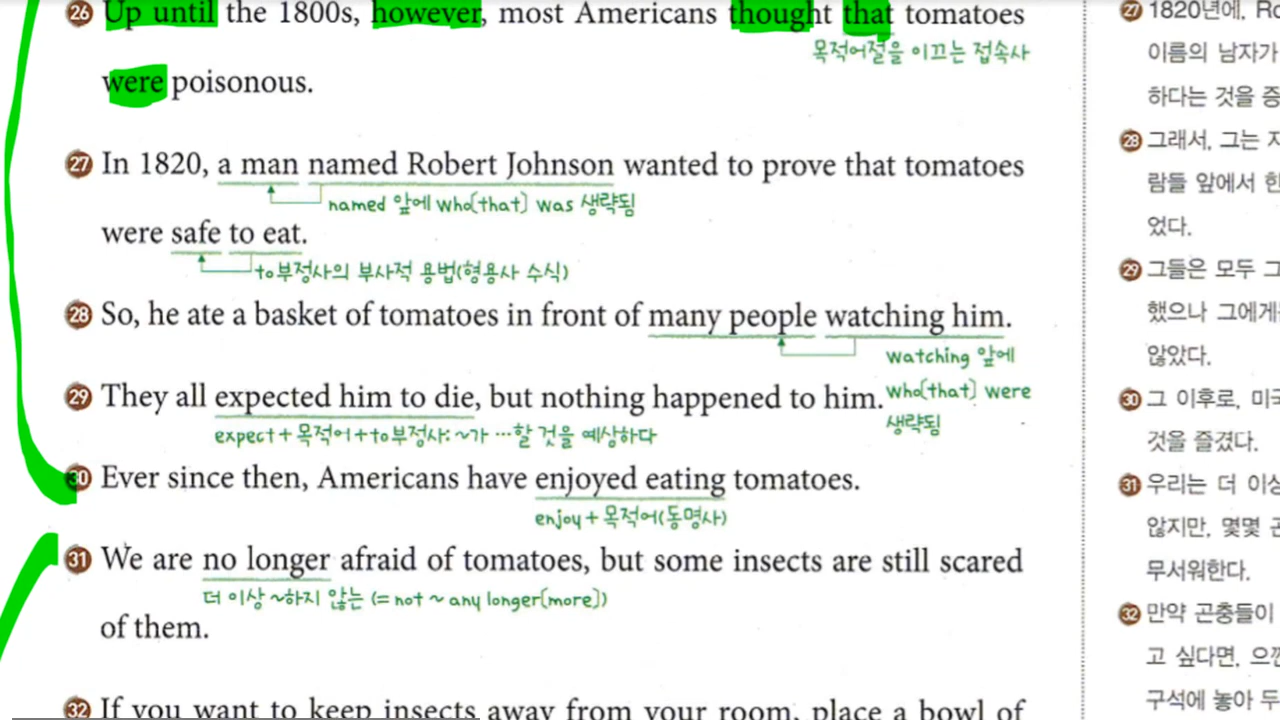 26 Up until the 1800s, however, most Americans thought that tomatoes
목적어절을 이끄는 접속사
were poisonous.
27 In 1820, a man named Robert Johnson wanted to prove that tomatoes
named 앞에 who(that) was 생략됨
were safe to eat.
to부정사의 부사적 용법(형용사 수식)
28 So, he ate a basket of tomatoes in front of many people watching him.
watching 앞에
who(that) were
생략됨
29 They all expected him to die, but nothing happened to him.
expect+목적어+to부정사: ~가 …할 것을 예상하다
30 Ever since then, Americans have enjoyed eating tomatoes.
enjoy+목적어(동명사)
31 We are no longer afraid of tomatoes, but some insects are still scared
더 이상 ~하지 않는 (= not ~ any longer(more))
of them.
32 If you want to keep insects away from your room, place a bowl of
27 1820년에,
이름의 남자가
하다는 것을
28 그래서, 그는
람들 앞에서
었다.
29 그들은 모두
했으나 그에게는
않았다.
30 그 이후로,
것을 즐겼다.
31 우리는 더 이상
않지만, 몇몇
무서워한다.
32 만약 곤충들이
고 싶다면,
구석에 놓아 두